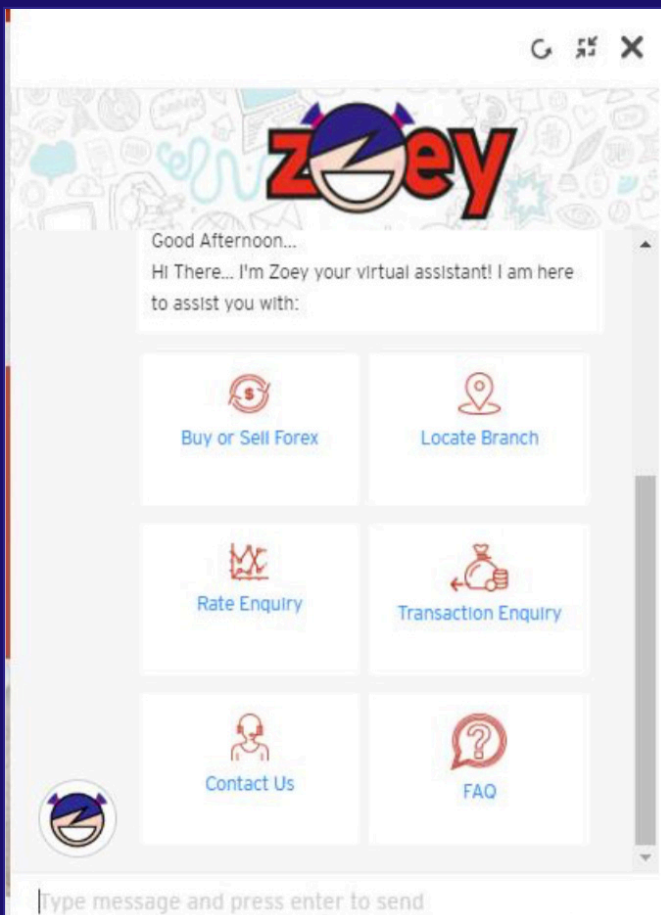 zoey
Good Afternoon...
Hi There... I'm Zoey your virtual assistant! I am here
to assist you with:
Buy or Sell Forex
Locate Branch
Rate Enquiry
Transaction Enquiry
Contact Us
FAQ
Type message and press enter to send